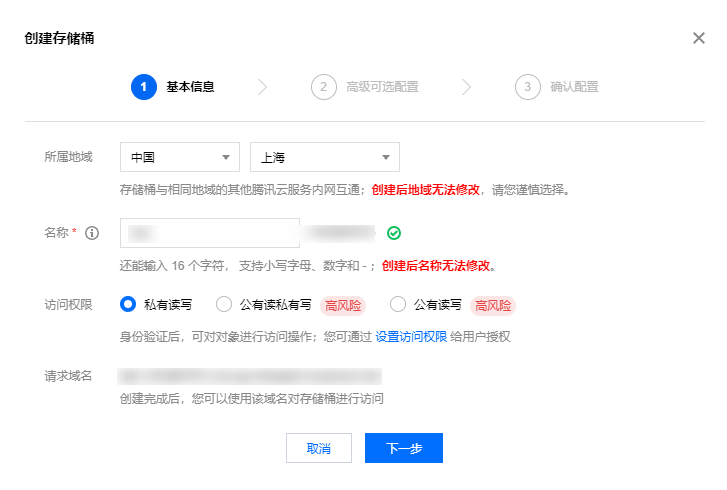 创建存储桶
1 基本信息 2 高级可选配置 3 确认配置
所属地域 中国 上海
存储桶与相同地域的其他腾讯云服务内网互通；创建后地域无法修改，请您谨慎选择。
名称 *
还能输入 16 个字符， 支持小写字母、数字和 - ；创建后名称无法修改。
访问权限 私有读写 公有读私有写 高风险 公有读写 高风险
身份验证后，可对对象进行访问操作；您可通过 设置访问权限 给用户授权
请求域名
创建完成后，您可以使用该域名对存储桶进行访问
取消 下一步